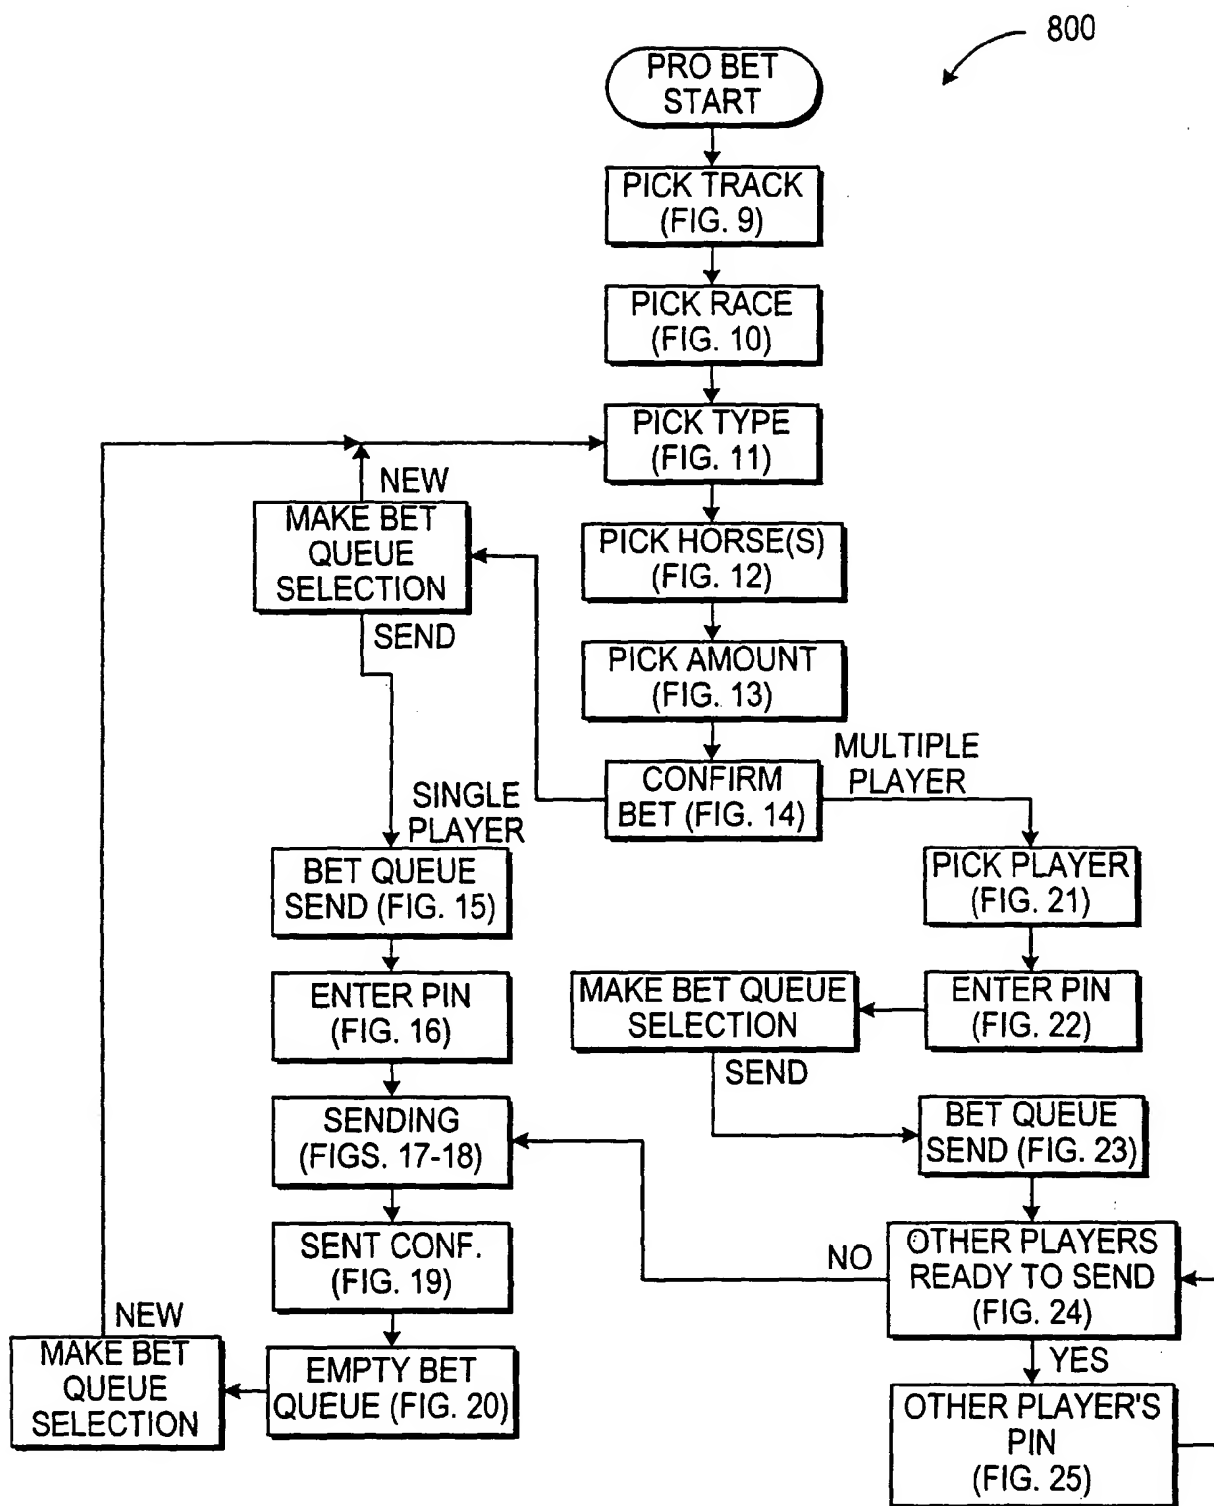 800
PRO BET
START
PICK TRACK
(FIG. 9)
PICK RACE
(FIG. 10)
PICK TYPE
(FIG. 11)
NEW
MAKE BET
QUEUE
SELECTION
SEND
PICK HORSE(S)
(FIG. 12)
PICK AMOUNT
(FIG. 13)
CONFIRM
BET (FIG. 14)
MULTIPLE
PLAYER
SINGLE
PLAYER
BET QUEUE
SEND (FIG. 15)
PICK PLAYER
(FIG. 21)
ENTER PIN
(FIG. 16)
MAKE BET QUEUE
SELECTION
ENTER PIN
(FIG. 22)
SEND
SENDING
(FIGS. 17-18)
BET QUEUE
SEND (FIG. 23)
SENT CONF.
(FIG. 19)
NO
OTHER PLAYERS
READY TO SEND
(FIG. 24)
NEW
MAKE BET
QUEUE
SELECTION
EMPTY BET
QUEUE (FIG. 20)
YES
OTHER PLAYER'S
PIN
(FIG. 25)